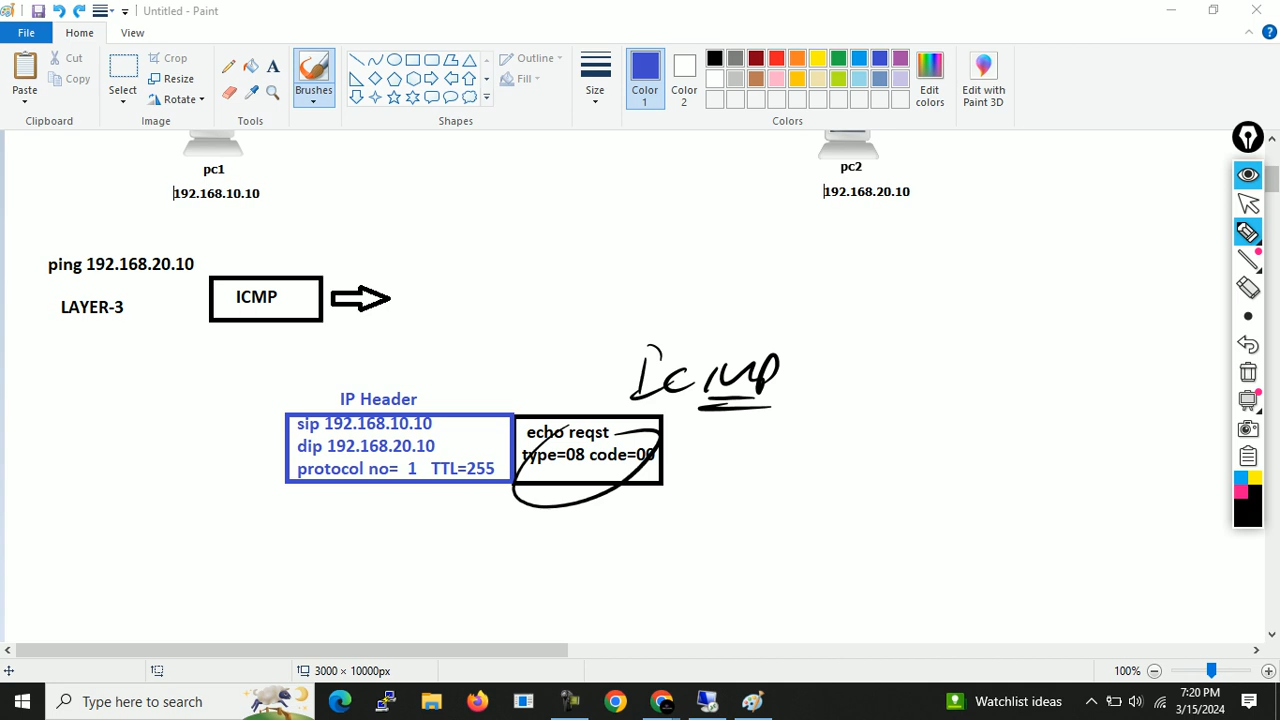 Untitled - Paint
File Home View
Paste
Cut
Copy
Clipboard
Select
Crop
Resize
Rotate
Image
Tools
Brushes
Shapes
Outline
Fill
Size
Color 1
Color 2
Colors
Edit colors
Edit with Paint 3D
pc1
192.168.10.10
pc2
192.168.20.10
ping 192.168.20.10
LAYER-3
ICMP
Icmp
IP Header
sip 192.168.10.10
dip 192.168.20.10
protocol no= 1 TTL=255
echo reqst
type=08 code=00
3000 × 10000px
100%
Type here to search
Watchlist ideas
7:20 PM
3/15/2024